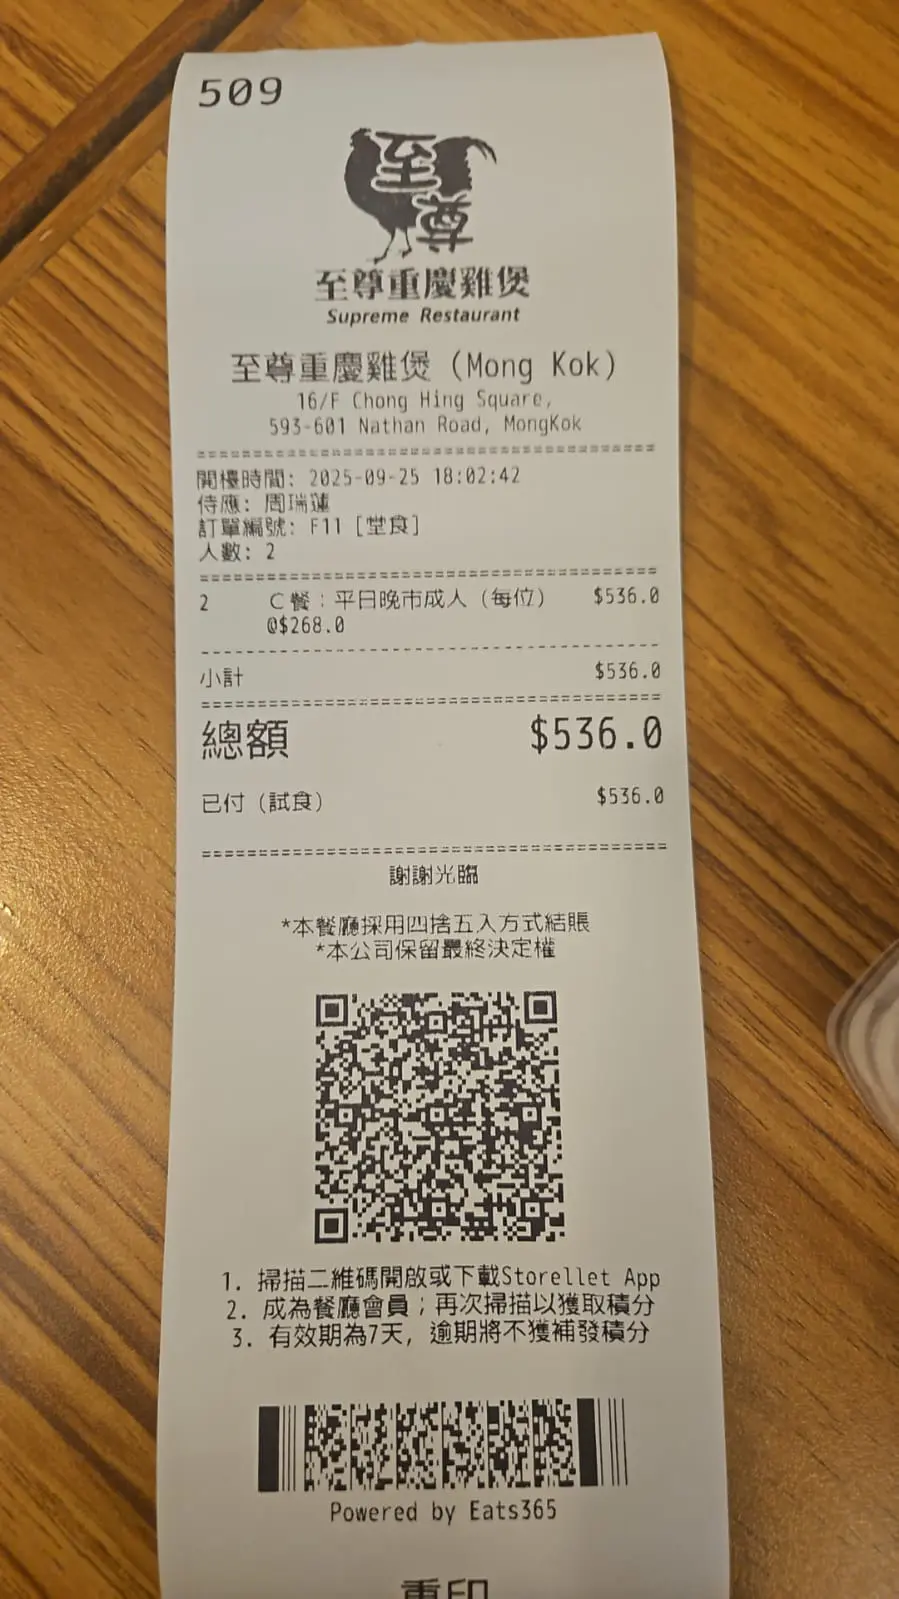 509
至尊
至尊重慶雞煲
Supreme Restaurant
至尊重慶雞煲 (Mong Kok)
16/F Chong Hing Square,
593-601 Nathan Road, MongKok
開檯時間: 2025-09-25 18:02:42
侍應: 周瑞蓮
訂單編號: F11 [堂食]
人數: 2
2 C餐：平日晚市成人（每位） $536.0
@$268.0
小計 $536.0
總額 $536.0
已付（試食） $536.0
謝謝光臨
*本餐廳採用四捨五入方式結賬
*本公司保留最終決定權
1. 掃描二維碼開啟或下載Storellet App
2. 成為餐廳會員；再次掃描以獲取積分
3. 有效期為7天, 逾期將不獲補發積分
Powered by Eats365
重印